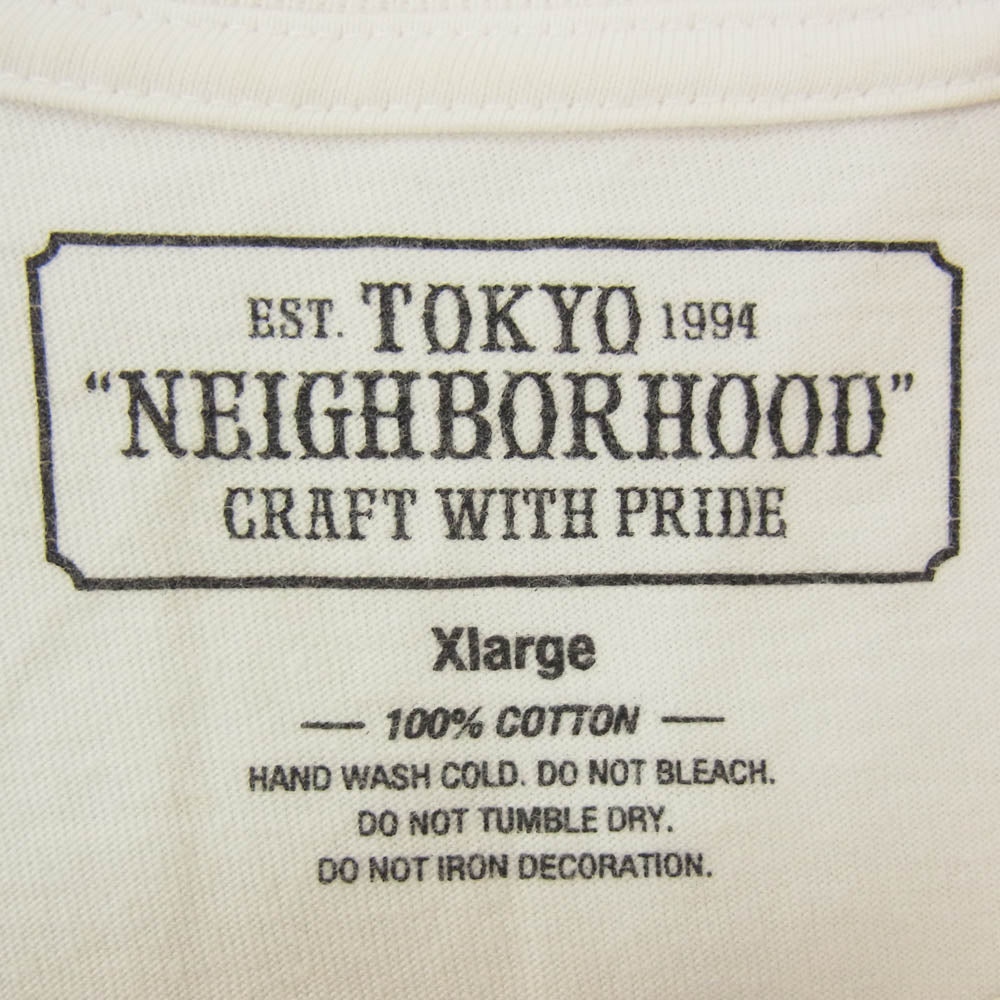 EST. TOKYO 1994
“NEIGHBORHOOD”
CRAFT WITH PRIDE
Xlarge
— 100% COTTON —
HAND WASH COLD. DO NOT BLEACH.
DO NOT TUMBLE DRY.
DO NOT IRON DECORATION.